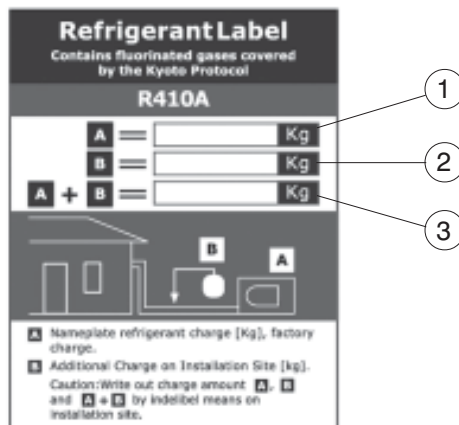 Refrigerant Label
Contains fluorinated gases covered
by the Kyoto Protocol
R410A
A = Kg 1
B = Kg 2
A + B = Kg 3
B A
A Nameplate refrigerant charge [Kg], factory
charge.
B Additional Charge on Installation Site [kg].
Caution:Write out charge amount A, B
and A + B by indelibel means on
installation site.